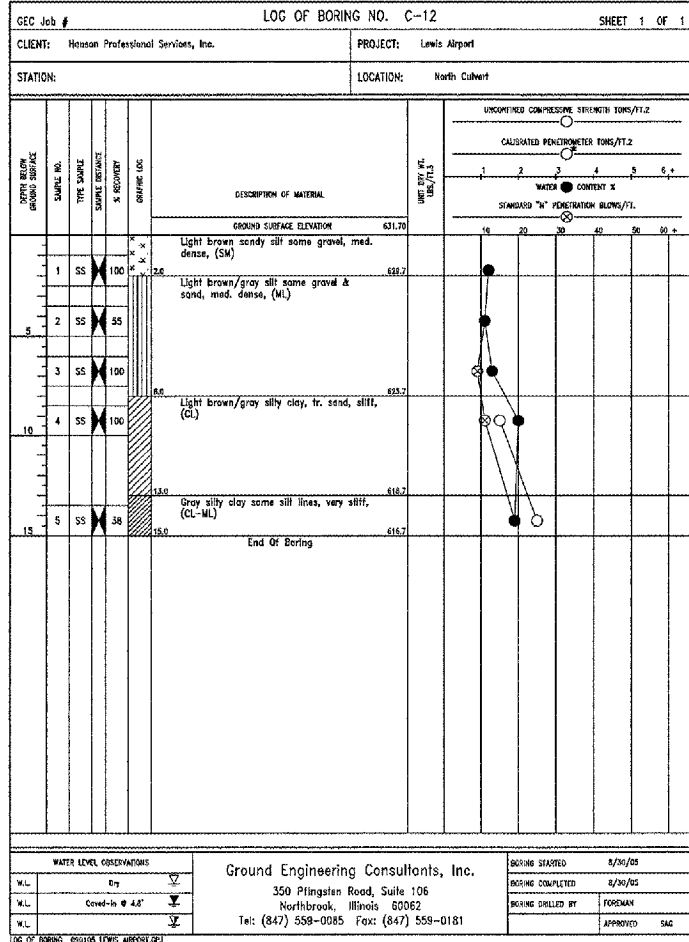 GEC Job # LOG OF BORING NO. C-12 SHEET 1 OF 1
CLIENT: Hanson Professional Services, Inc. PROJECT: Lewis Airport
STATION: LOCATION: North Culvert
DEPTH BELOW GROUND SURFACE
SAMPLE NO.
TYPE SAMPLE
SAMPLE DISTANCE
% RECOVERY
GRAPHIC LOG
DESCRIPTION OF MATERIAL
GROUND SURFACE ELEVATION 631.70
UNIT DRY WT. LBS./FT.3
UNCONFINED COMPRESSIVE STRENGTH TONS/FT.2
CALIBRATED PENETROMETER TONS/FT.2
1 2 3 4 5 6 +
WATER CONTENT %
STANDARD "N" PENETRATION BLOWS/FT.
10 20 30 40 50 60 +
Light brown sandy silt some gravel, med.
dense, (SM)
1 SS 100 2.0 629.7
Light brown/gray silt some gravel &
sand, med. dense, (ML)
2 SS 55
5
3 SS 100
8.0 623.7
Light brown/gray silty clay, tr. sand, stiff,
(CL)
4 SS 100
10
13.0 618.7
Gray silty clay some silt lines, very stiff,
(CL-ML)
5 SS 38
15 15.0 616.7
End Of Boring
WATER LEVEL OBSERVATIONS
W.L. Dry
W.L. Caved-in @ 4.8'
W.L.
Ground Engineering Consultants, Inc.
350 Pfingsten Road, Suite 106
Northbrook, Illinois 60062
Tel: (847) 559-0085 Fax: (847) 559-0181
BORING STARTED 8/30/05
BORING COMPLETED 8/30/05
BORING DRILLED BY FOREMAN
APPROVED SAG
LOG OF BORING 090105 LEWIS AIRPORT.GPJ